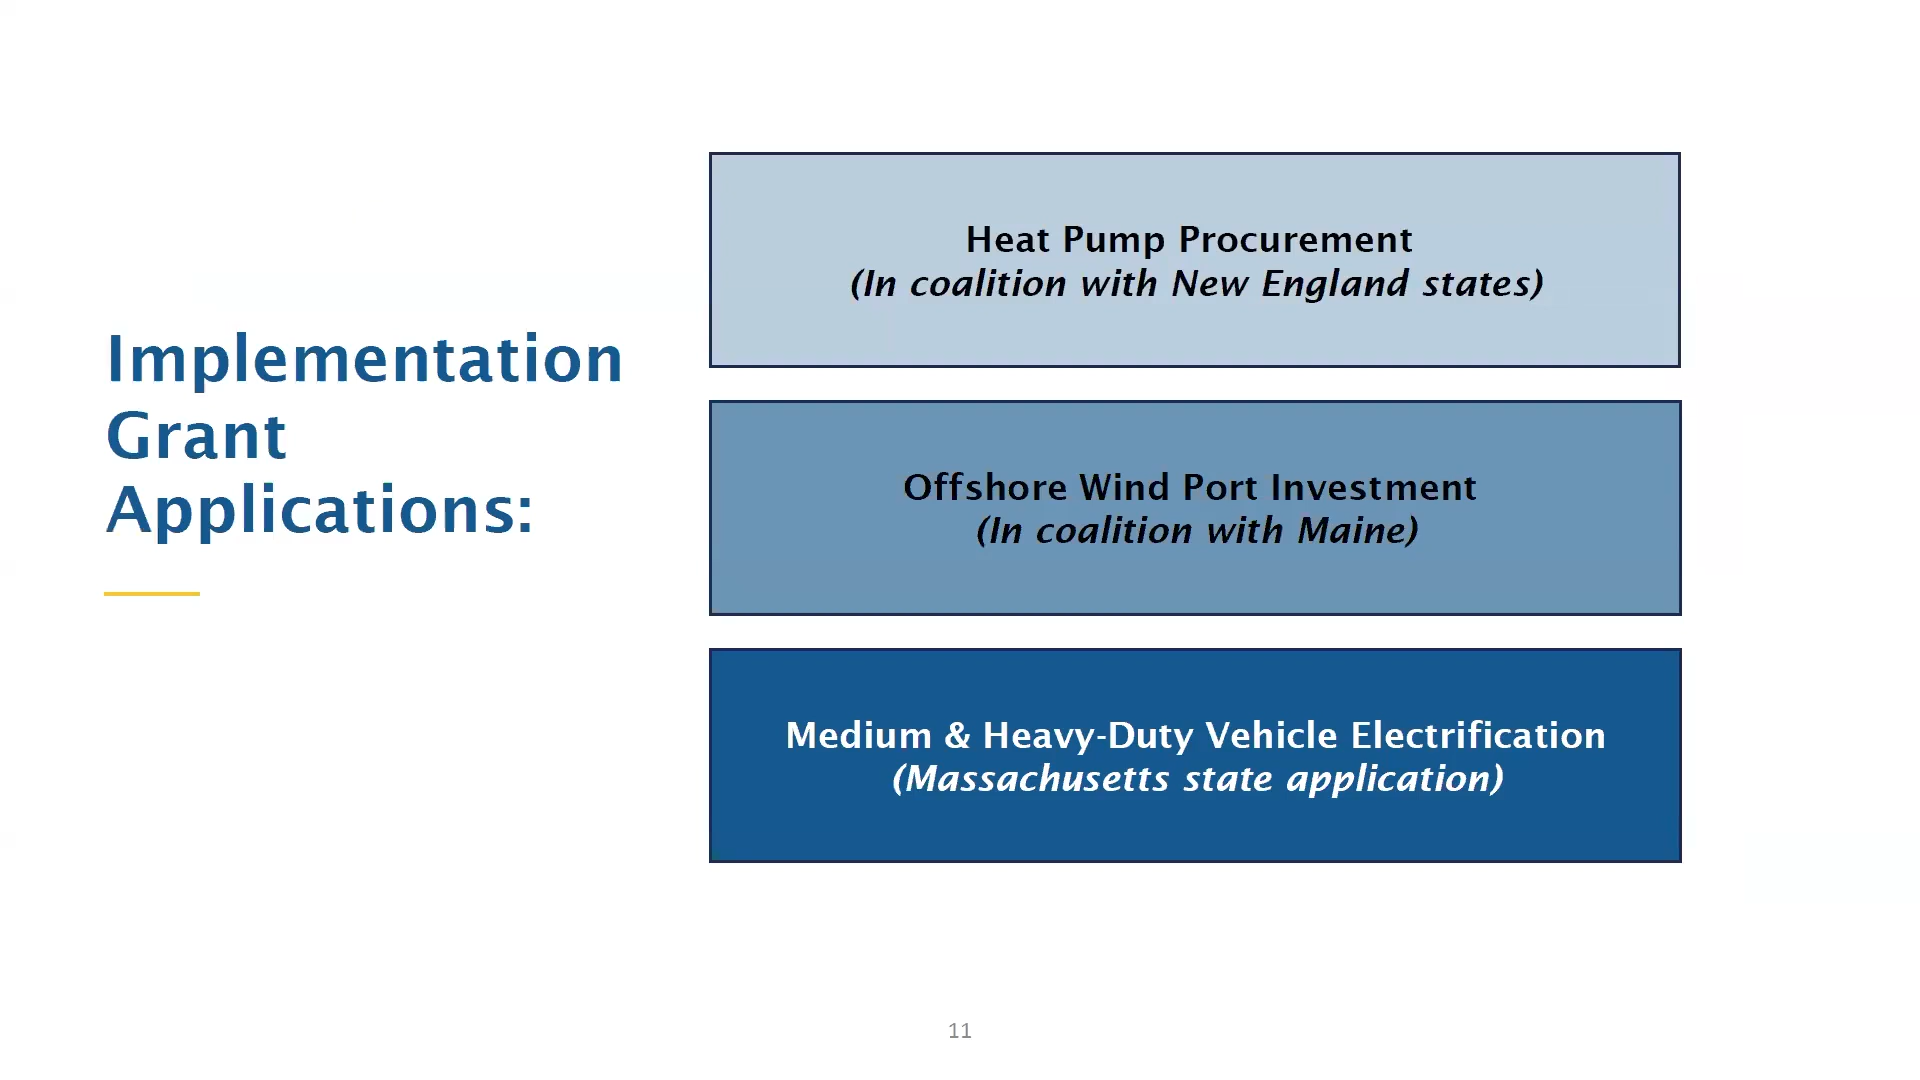 Implementation
Grant
Applications:
Heat Pump Procurement
(In coalition with New England states)
Offshore Wind Port Investment
(In coalition with Maine)
Medium & Heavy-Duty Vehicle Electrification
(Massachusetts state application)
11